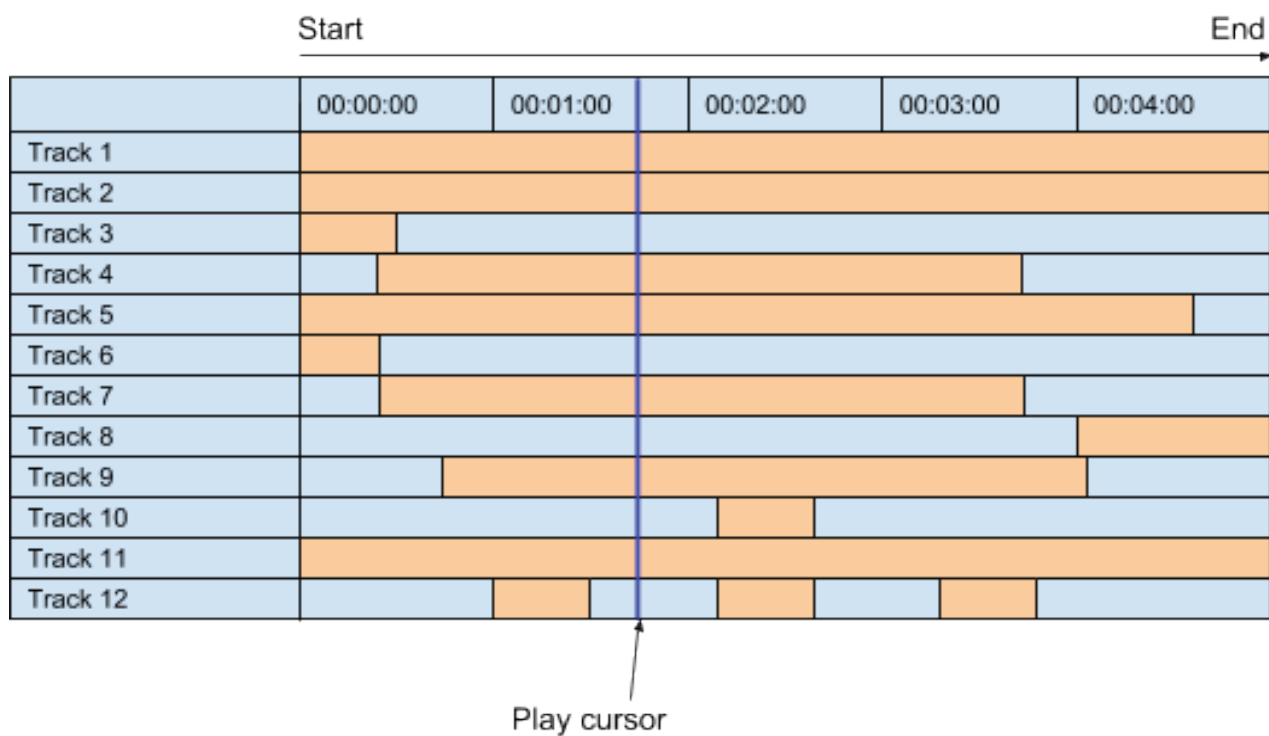 Start End
00:00:00 00:01:00 00:02:00 00:03:00 00:04:00
Track 1
Track 2
Track 3
Track 4
Track 5
Track 6
Track 7
Track 8
Track 9
Track 10
Track 11
Track 12
Play cursor